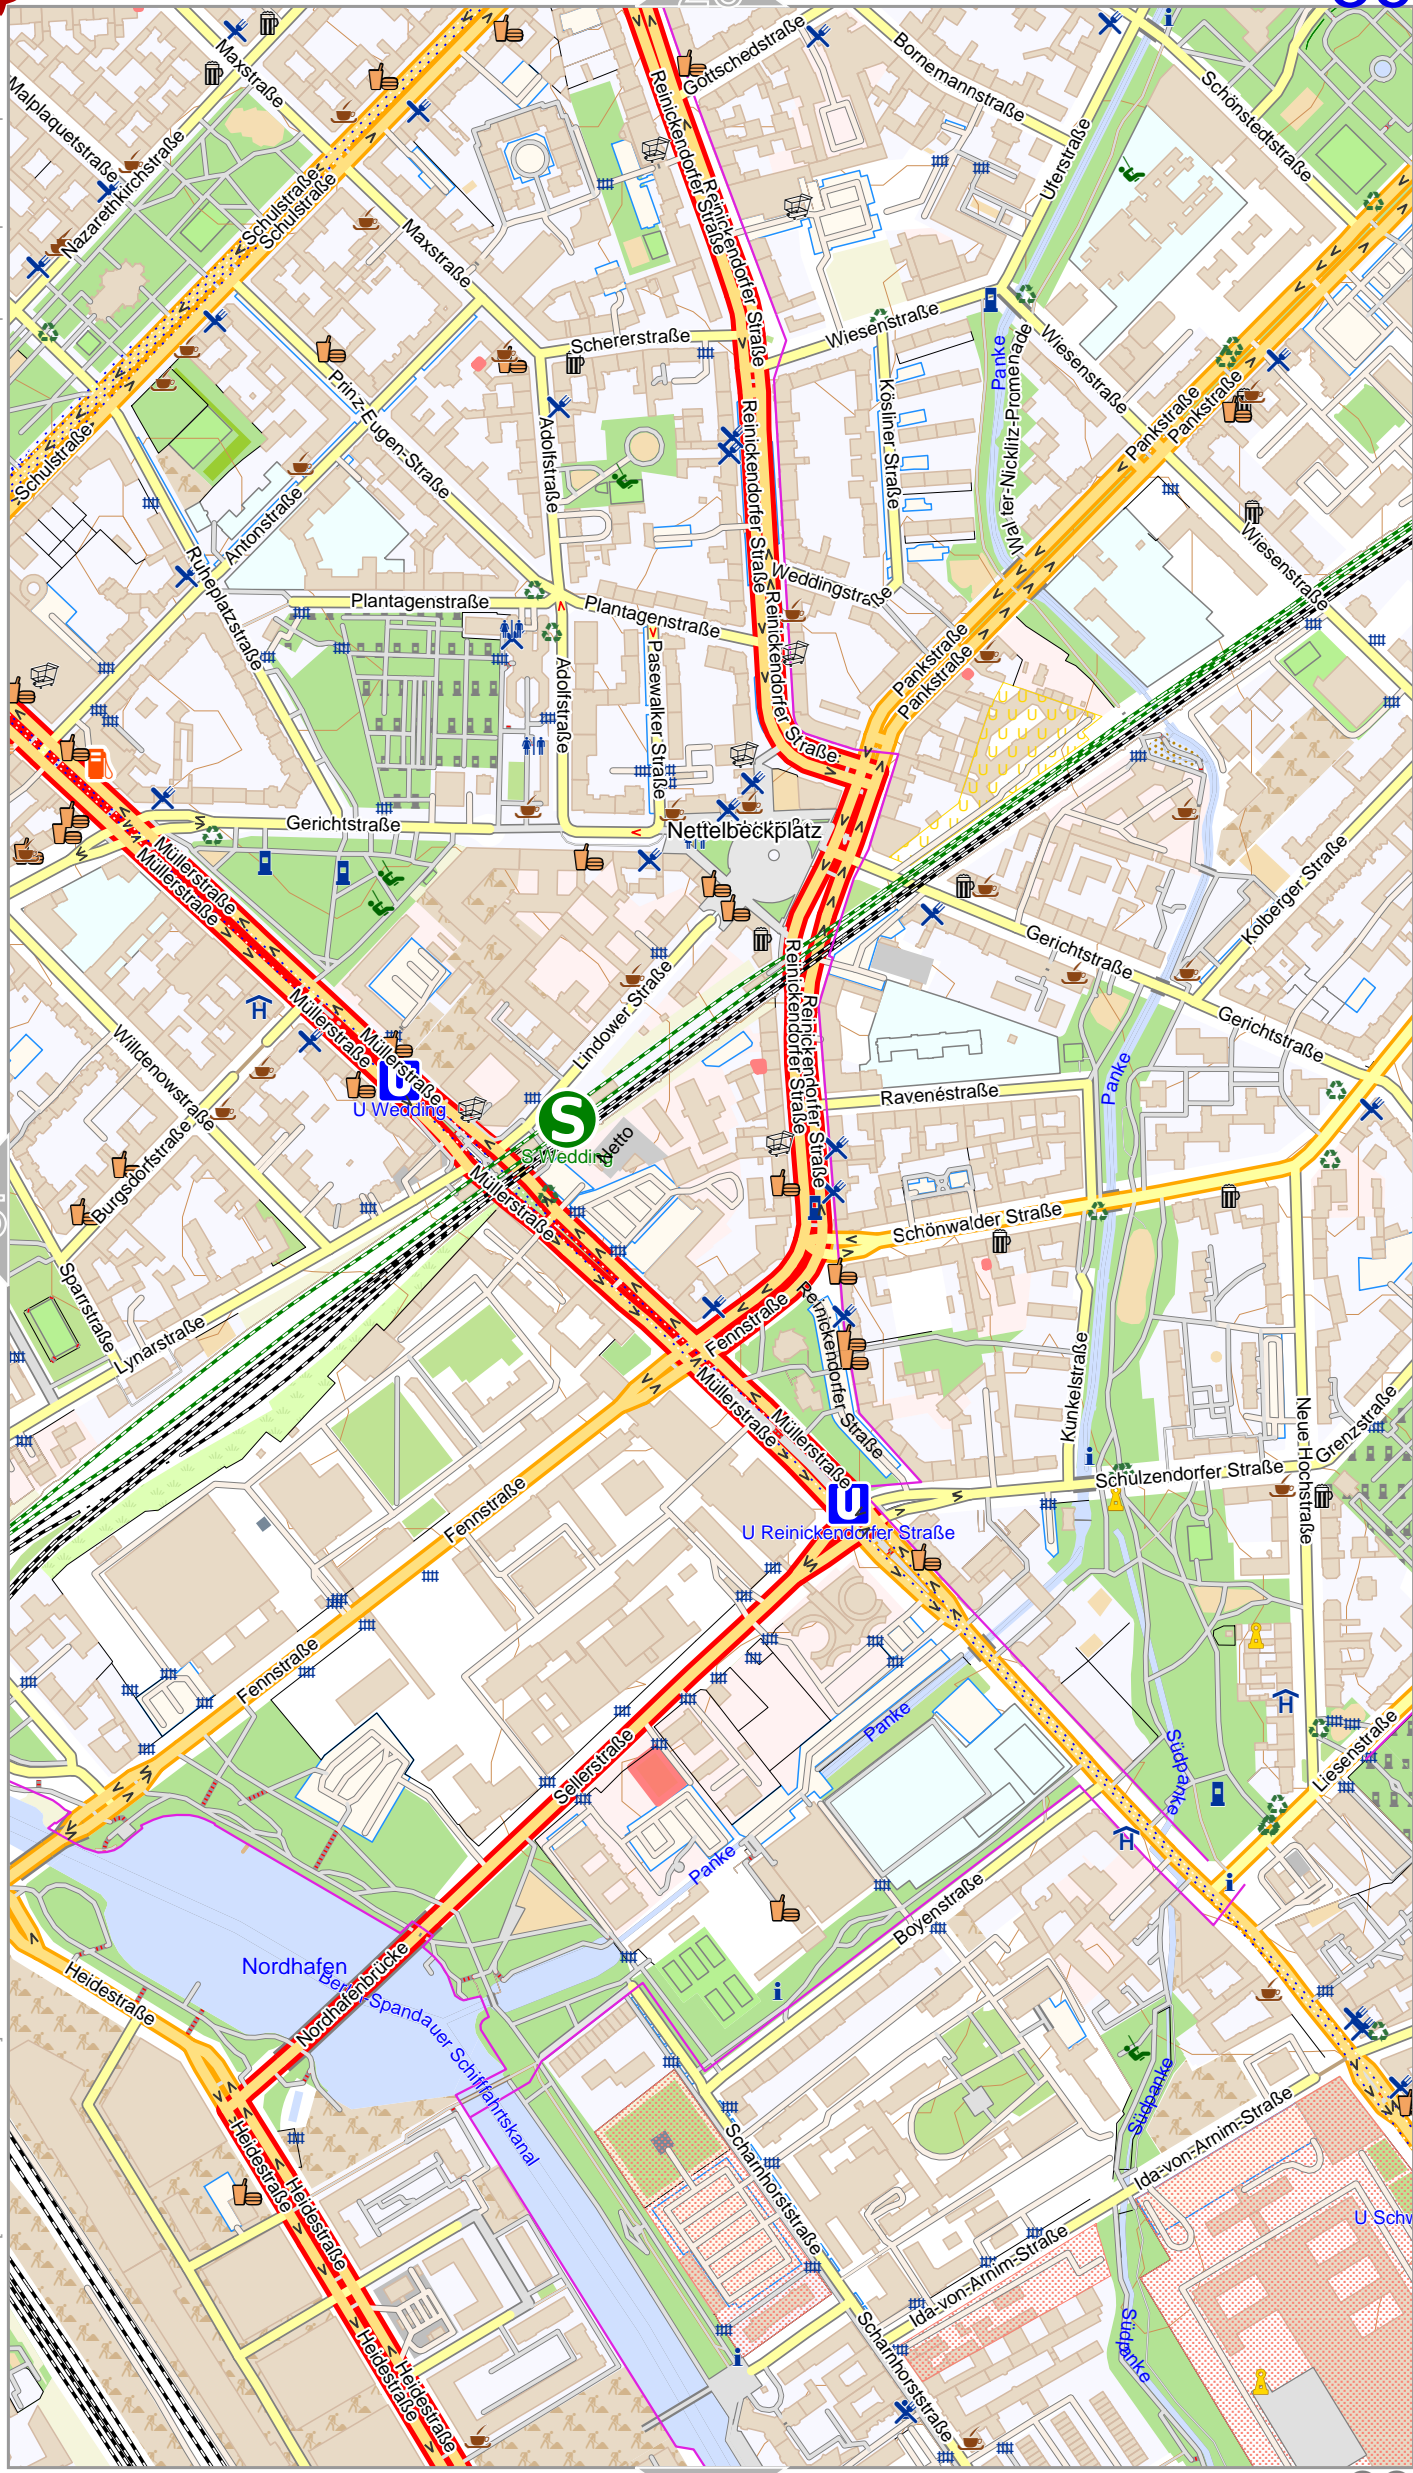 Maxstraße
Gottschedstraße
Bornemannstraße
Schönstedtstraße
Malplaquetstraße
Nazarethkirchstraße
Schulstraße
Schulstraße
Reinickendorfer Straße
Reinickendorfer Straße
Uferstraße
Maxstraße
Schererstraße
Wiesenstraße
Panke
Wiesenstraße
Walter-Nicklitz-Promenade
Pankstraße
Pankstraße
Prinz-Eugen-Straße
Adolfstraße
Kösliner Straße
Reinickendorfer Straße
Schulstraße
Antonstraße
Ruheplatzstraße
Wiesenstraße
Weddingstraße
Plantagenstraße
Plantagenstraße
Reinickendorfer Straße
Pankstraße
Pankstraße
Adolfstraße
Pasewalker Straße
Gerichtstraße
Nettelbeckplatz
Müllerstraße
Müllerstraße
Kolberger Straße
Gerichtstraße
Lindower Straße
Reinickendorfer Straße
Reinickendorfer Straße
Müllerstraße
Müllerstraße
Gerichtstraße
Willdenowstraße
U
U Wedding
Ravenéstraße
Panke
S
S Wedding
Netto
Burgsdorfstraße
Müllerstraße
Schönwalder Straße
Sparrstraße
Lynarstraße
Fennstraße
Reinickendorfer Straße
Kunkelstraße
Müllerstraße
Müllerstraße
Neue Hochstraße
Grenzstraße
Schulzendorfer Straße
Fennstraße
U
U Reinickendorfer Straße
Fennstraße
Sellerstraße
Panke
Südpanke
Liesenstraße
Panke
Boyenstraße
Nordhafen
Nordhafenbrücke
Berlin-Spandauer Schifffahrtskanal
Heidestraße
Südpanke
Ida-von-Arnim-Straße
Scharnhorststraße
Heidestraße
Heidestraße
U Schw
Ida-von-Arnim-Straße
Südpanke
Scharnhorststraße
Heidestraße
Heidestraße